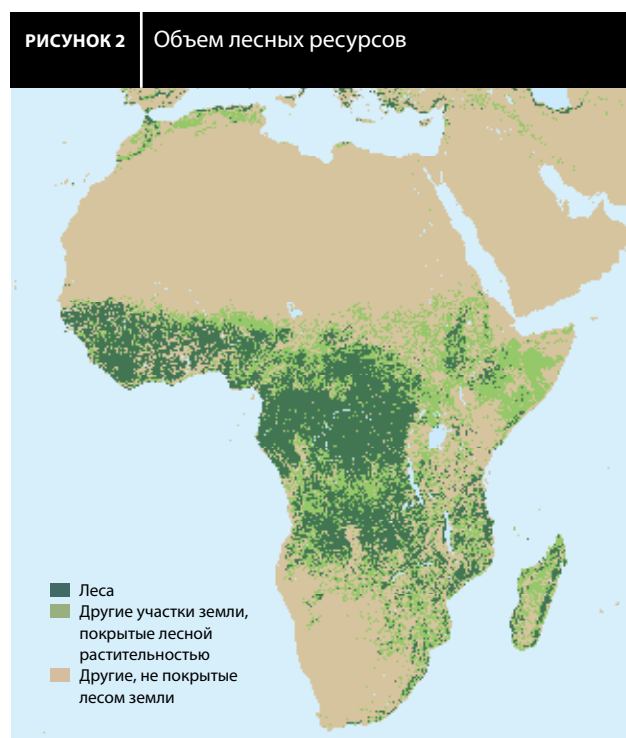 РИСУНОК 2
Объем лесных ресурсов
Леса
Другие участки земли,
покрытые лесной
растительностью
Другие, не покрытые
лесом земли